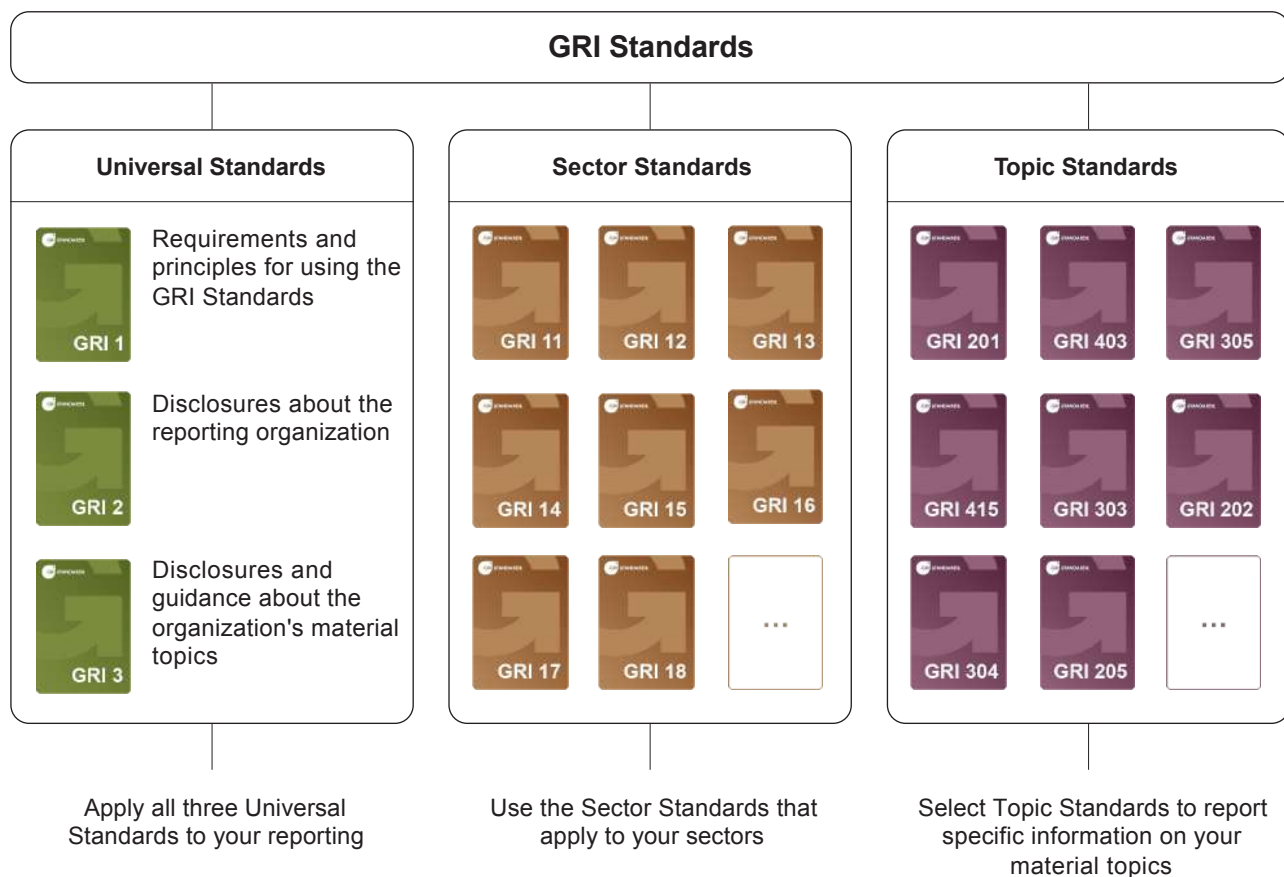 GRI Standards
Universal Standards
GRI 1
Requirements and
principles for using the
GRI Standards
GRI 2
Disclosures about the
reporting organization
GRI 3
Disclosures and
guidance about the
organization's material
topics
Apply all three Universal
Standards to your reporting
Sector Standards
GRI 11
GRI 12
GRI 13
GRI 14
GRI 15
GRI 16
GRI 17
GRI 18
...
Use the Sector Standards that
apply to your sectors
Topic Standards
GRI 201
GRI 403
GRI 305
GRI 415
GRI 303
GRI 202
GRI 304
GRI 205
...
Select Topic Standards to report
specific information on your
material topics